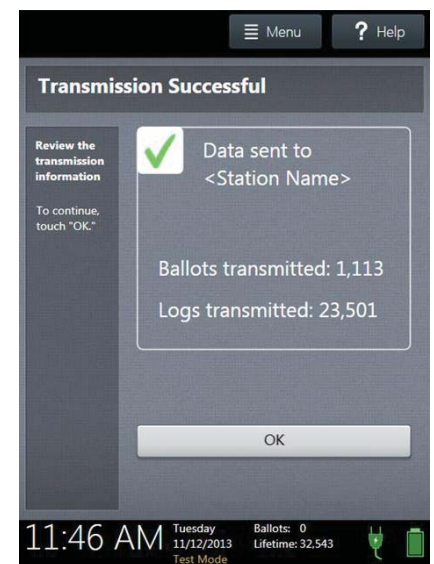 Menu
? Help
Transmission Successful
Review the
transmission
information
To continue,
touch "OK."
Data sent to
<Station Name>
Ballots transmitted: 1,113
Logs transmitted: 23,501
OK
11:46 AM
Tuesday
11/12/2013
Test Mode
Ballots: 0
Lifetime: 32,543